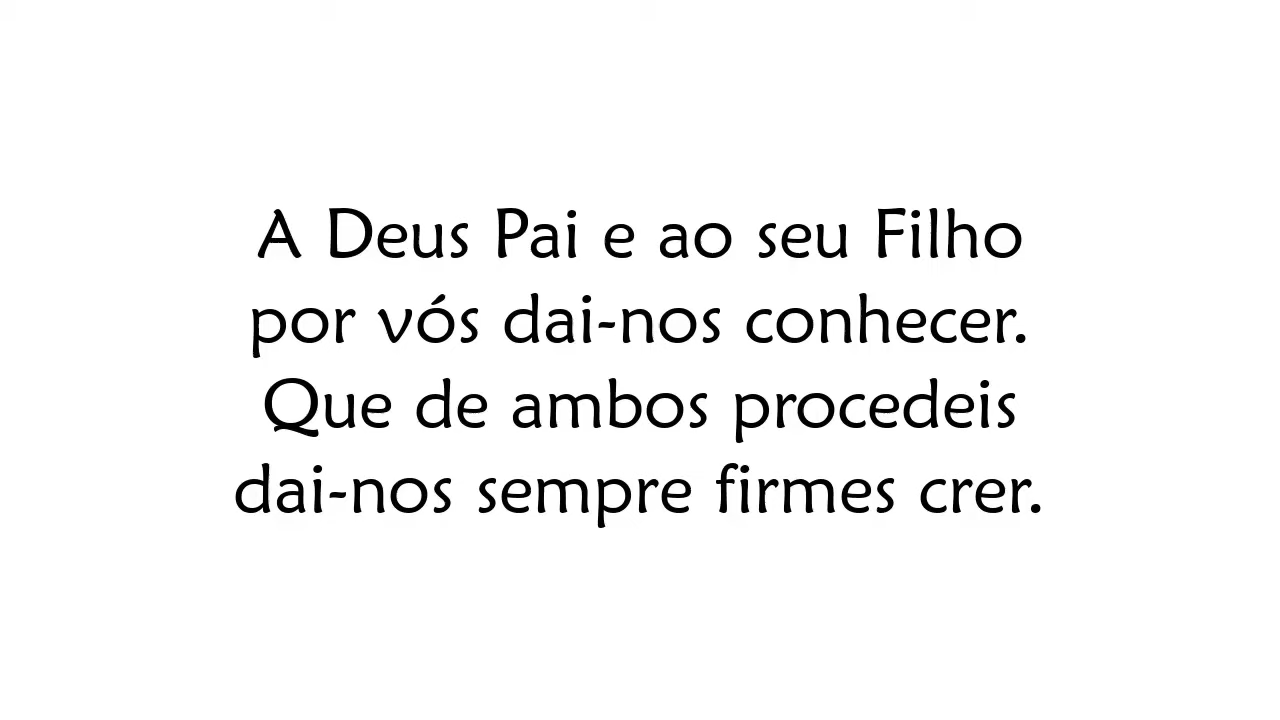 A Deus Pai e ao seu Filho
por vós dai-nos conhecer.
Que de ambos procedeis
dai-nos sempre firmes crer.